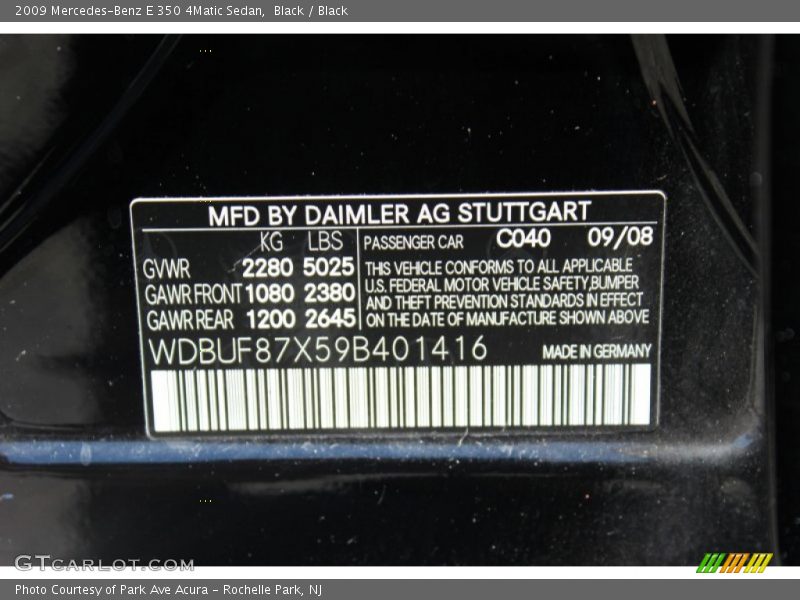 2009 Mercedes-Benz E 350 4Matic Sedan,  Black / Black
MFD BY DAIMLER AG STUTTGART
KG LBS PASSENGER CAR C040 09/08
GVWR 2280 5025
GAWR FRONT 1080 2380
GAWR REAR 1200 2645
THIS VEHICLE CONFORMS TO ALL APPLICABLE
U.S. FEDERAL MOTOR VEHICLE SAFETY,BUMPER
AND THEFT PREVENTION STANDARDS IN EFFECT
ON THE DATE OF MANUFACTURE SHOWN ABOVE
WDBUF87X59B401416 MADE IN GERMANY
GTCARLOT.COM
Photo Courtesy of Park Ave Acura - Rochelle Park, NJ